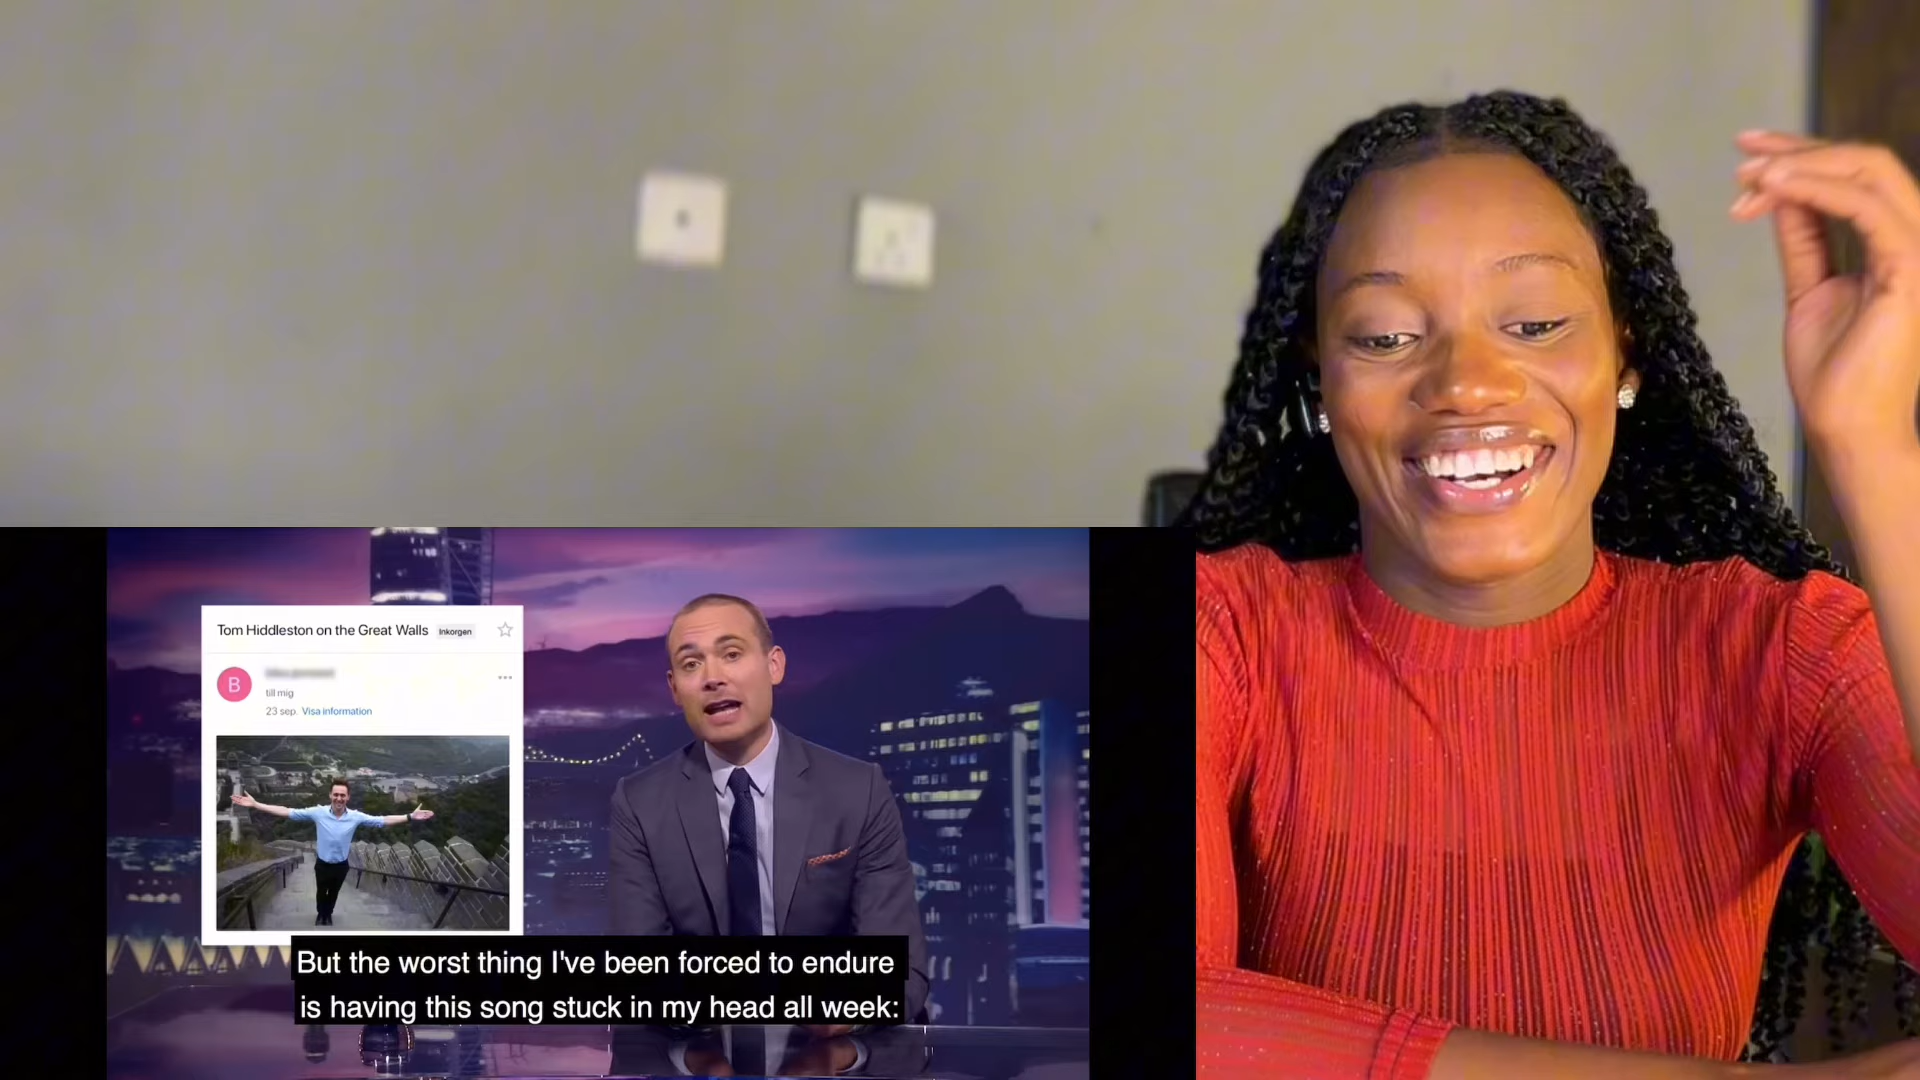 Tom Hiddleston on the Great Walls Inkorgen
B
till mig
23 sep. Visa information
But the worst thing I've been forced to endure
is having this song stuck in my head all week: